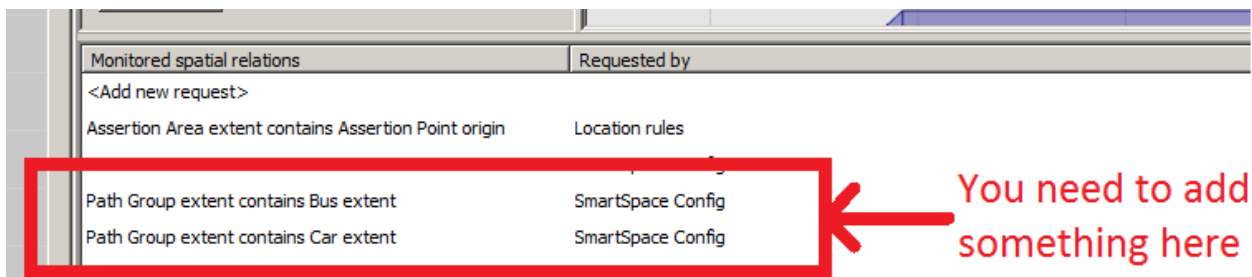 Monitored spatial relations Requested by
<Add new request>
Assertion Area extent contains Assertion Point origin Location rules
Path Group extent contains Bus extent SmartSpace Config
Path Group extent contains Car extent SmartSpace Config
You need to add
something here